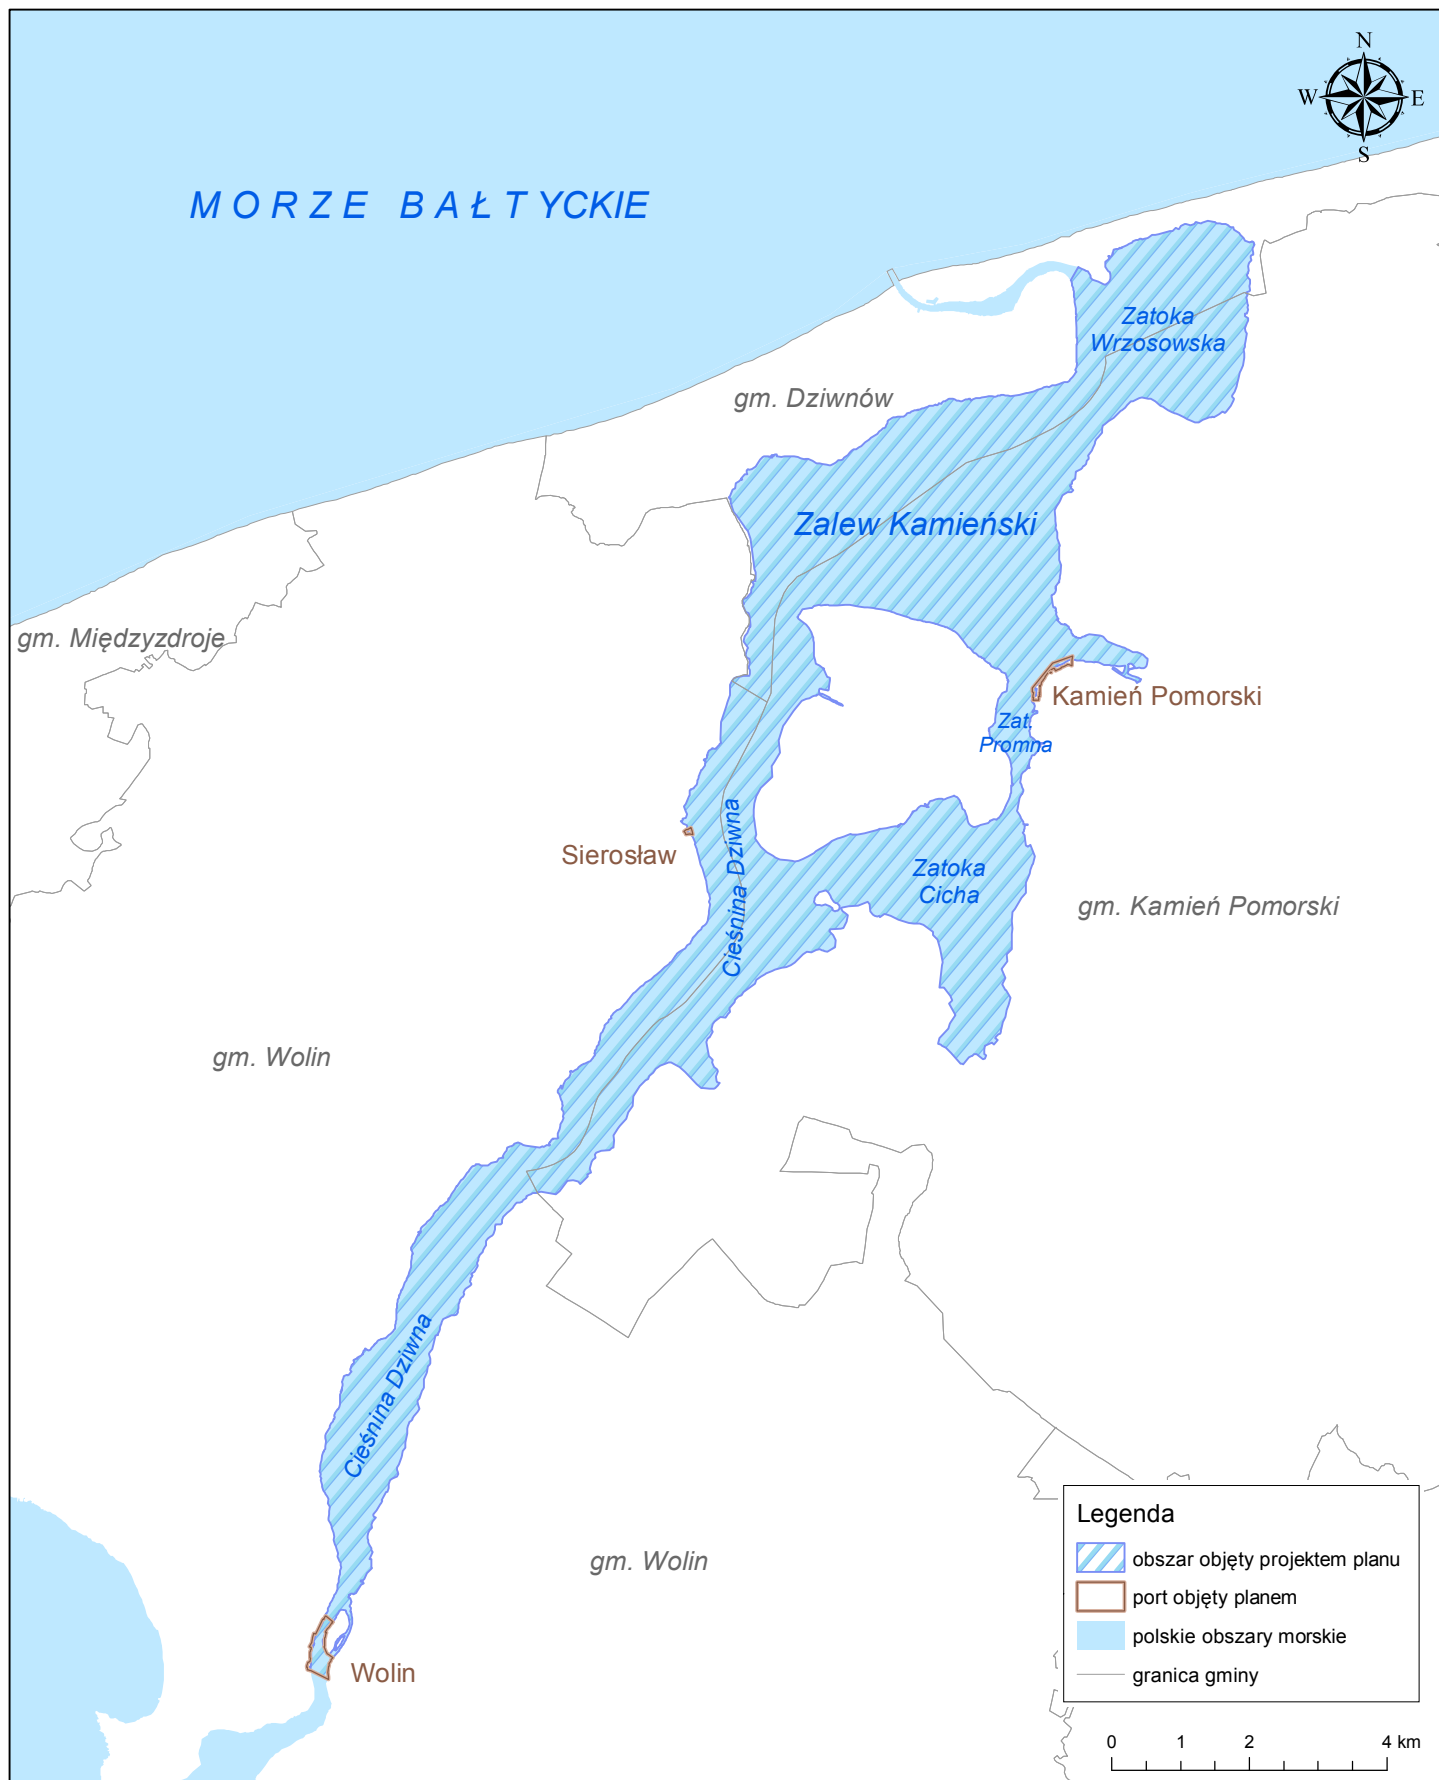 N
W E
S
MORZE BAŁTYCKIE
Zatoka
Wrzosowska
gm. Dziwnów
Zalew Kamieński
gm. Międzyzdroje
Kamień Pomorski
Zat.
Promna
Cieśnina Dziwna
Sierosław
Zatoka
Cicha
gm. Kamień Pomorski
gm. Wolin
Cieśnina Dziwna
gm. Wolin
Wolin
Legenda
obszar objęty projektem planu
port objęty planem
polskie obszary morskie
granica gminy
0 1 2 4 km